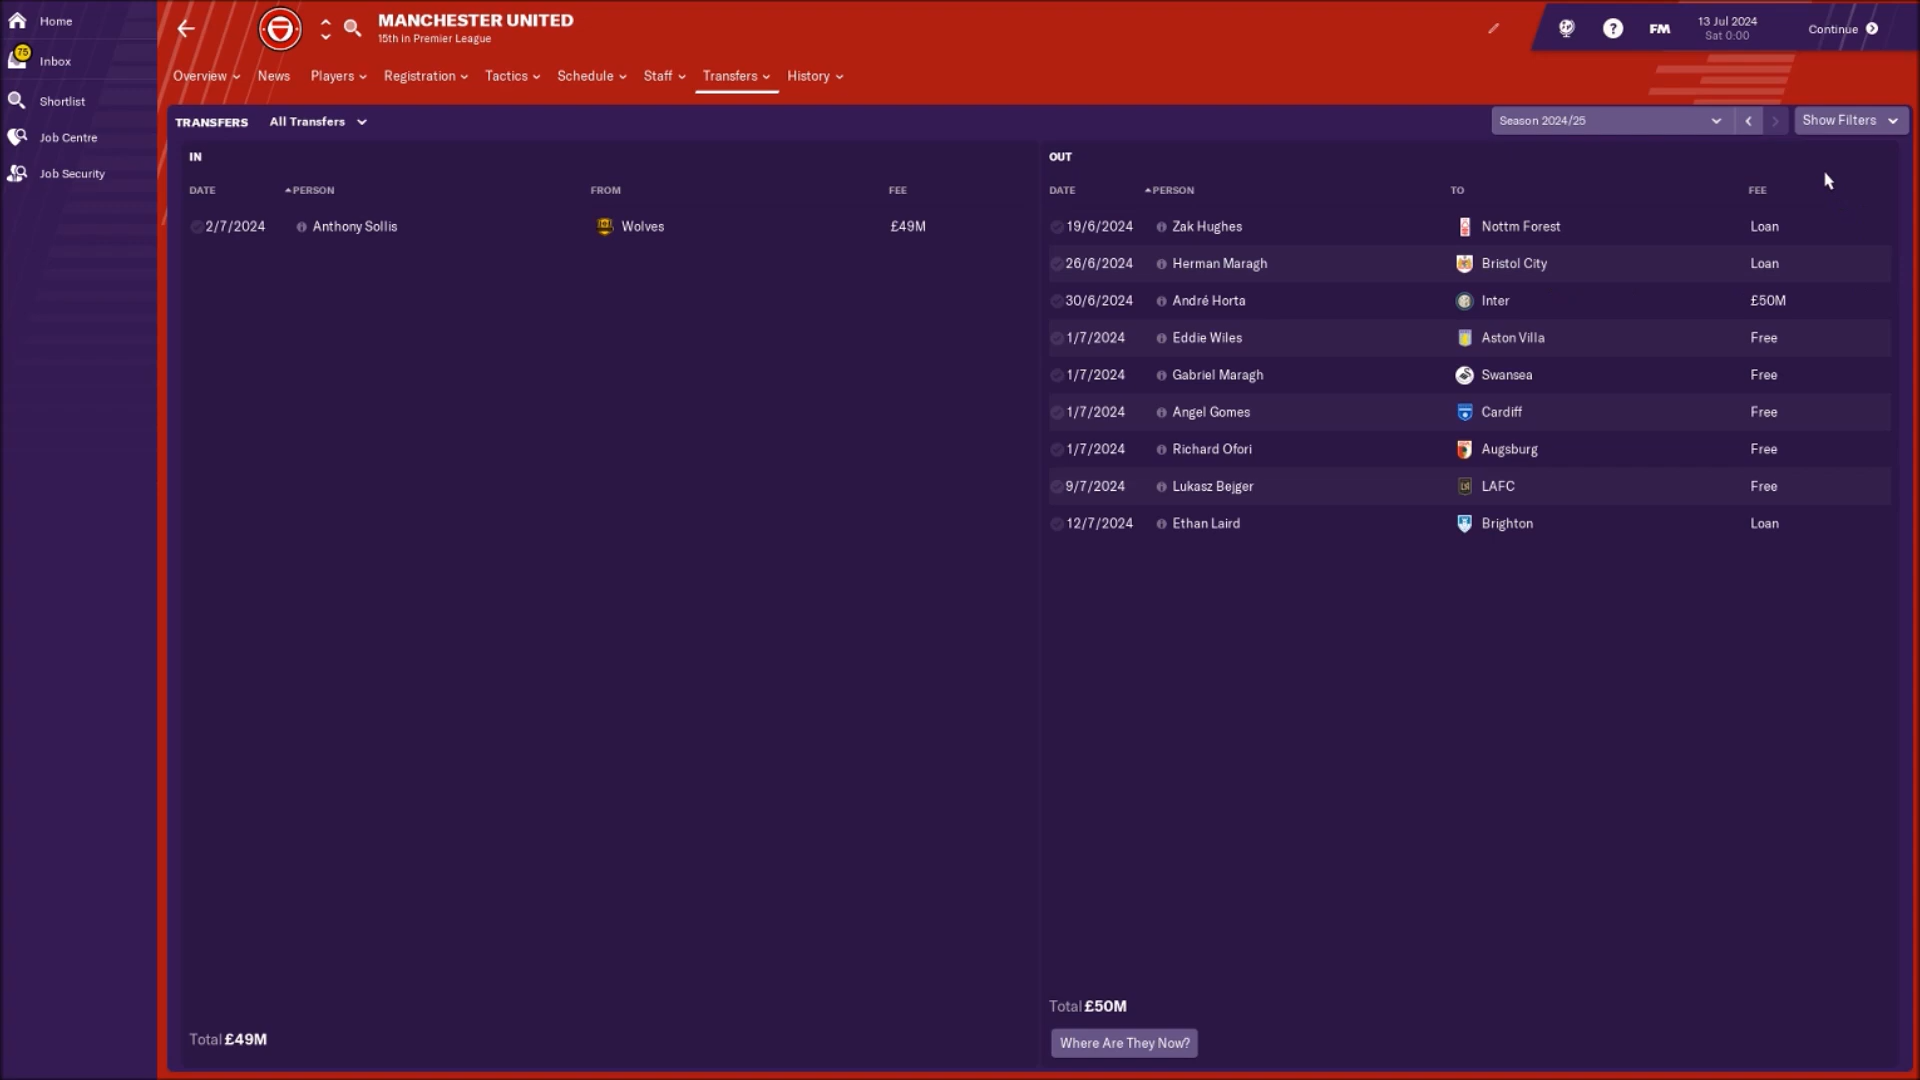 Home
75
Inbox
Shortlist
Job Centre
Job Security
MANCHESTER UNITED
15th in Premier League
FM
13 Jul 2024
Sat 0:00
Continue
Overview News Players Registration Tactics Schedule Staff Transfers History
TRANSFERS All Transfers
Season 2024/25
Show Filters
IN
DATE PERSON FROM FEE
2/7/2024 Anthony Sollis Wolves £49M
Total £49M
OUT
DATE PERSON TO FEE
19/6/2024 Zak Hughes Nottm Forest Loan
26/6/2024 Herman Maragh Bristol City Loan
30/6/2024 André Horta Inter £50M
1/7/2024 Eddie Wiles Aston Villa Free
1/7/2024 Gabriel Maragh Swansea Free
1/7/2024 Angel Gomes Cardiff Free
1/7/2024 Richard Ofori Augsburg Free
9/7/2024 Lukasz Bejger LAFC Free
12/7/2024 Ethan Laird Brighton Loan
Total £50M
Where Are They Now?